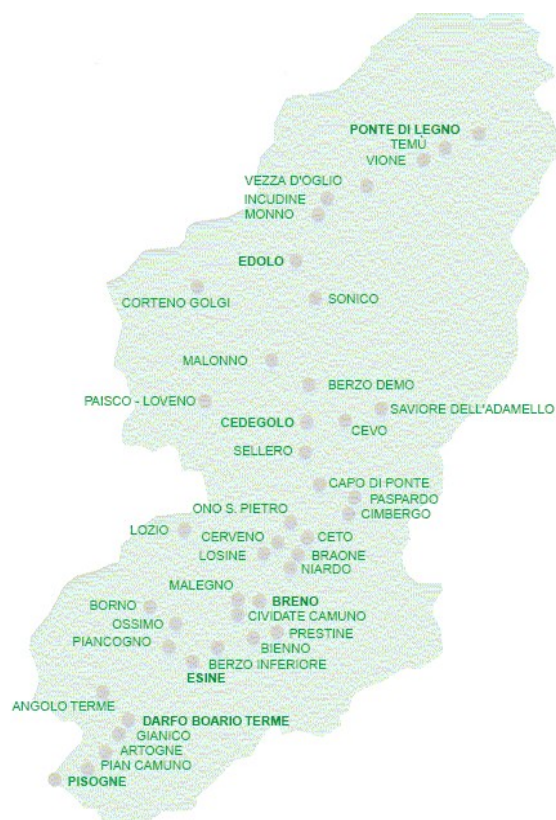 PONTE DI LEGNO
TEMÙ
VIONE
VEZZA D'OGLIO
INCUDINE
MONNO
EDOLO
CORTENO GOLGI
SONICO
MALONNO
BERZO DEMO
PAISCO - LOVENO
SAVIORE DELL'ADAMELLO
CEDEGOLO
CEVO
SELLERO
CAPO DI PONTE
PASPARDO
ONO S. PIETRO
CIMBERGO
LOZIO
CERVENO
CETO
LOSINE
BRAONE
NIARDO
MALEGNO
BRENO
BORNO
CIVIDATE CAMUNO
OSSIMO
PRESTINE
PIANCOGNO
BIENNO
BERZO INFERIORE
ESINE
ANGOLO TERME
DARFO BOARIO TERME
GIANICO
ARTOGNE
PIAN CAMUNO
PISOGNE